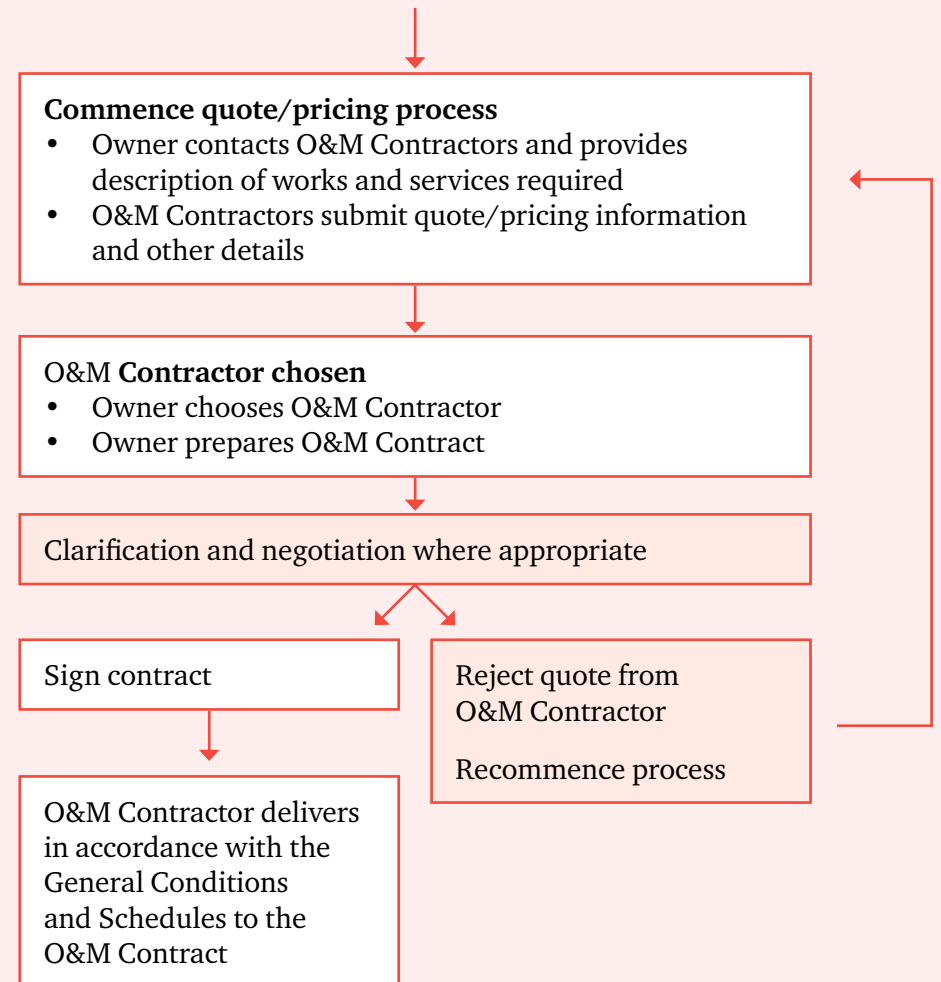 Commence quote/pricing process
• Owner contacts O&M Contractors and provides
description of works and services required
• O&M Contractors submit quote/pricing information
and other details
O&M Contractor chosen
• Owner chooses O&M Contractor
• Owner prepares O&M Contract
Clarification and negotiation where appropriate
Sign contract
Reject quote from
O&M Contractor
Recommence process
O&M Contractor delivers
in accordance with the
General Conditions
and Schedules to the
O&M Contract